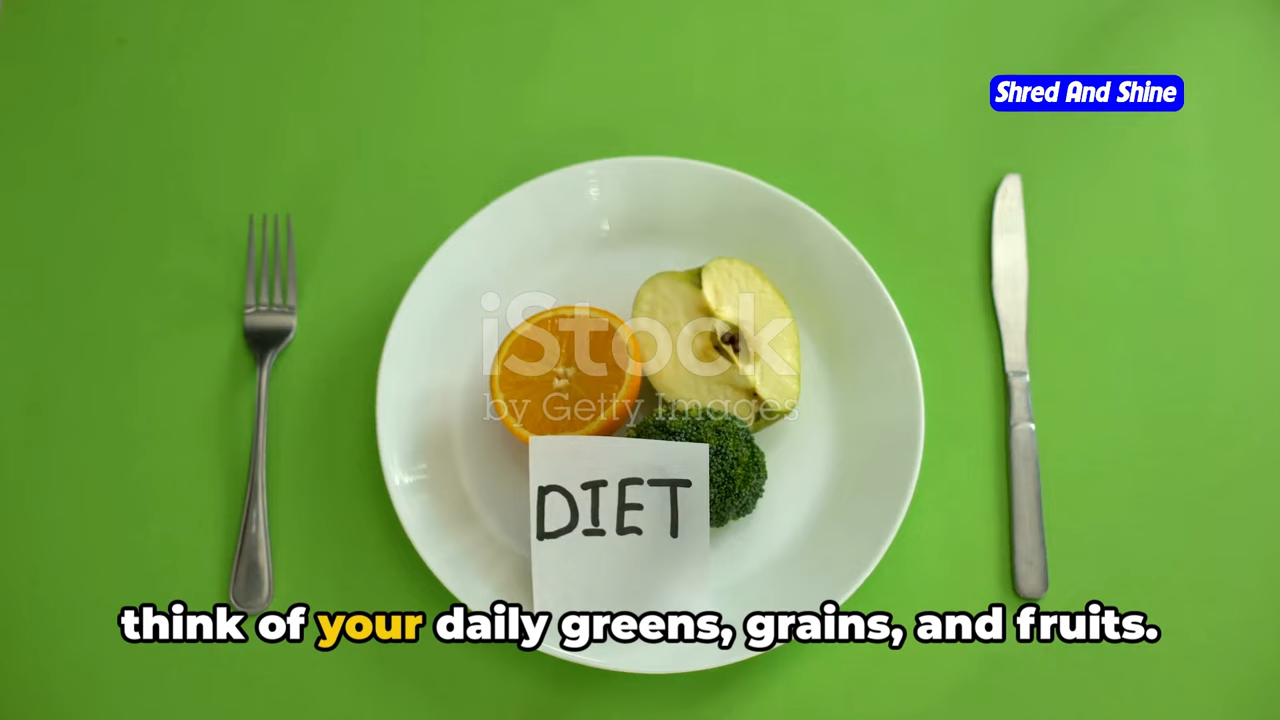 Shred And Shine
iStock
by Getty Images
DIET
think of your daily greens, grains, and fruits.